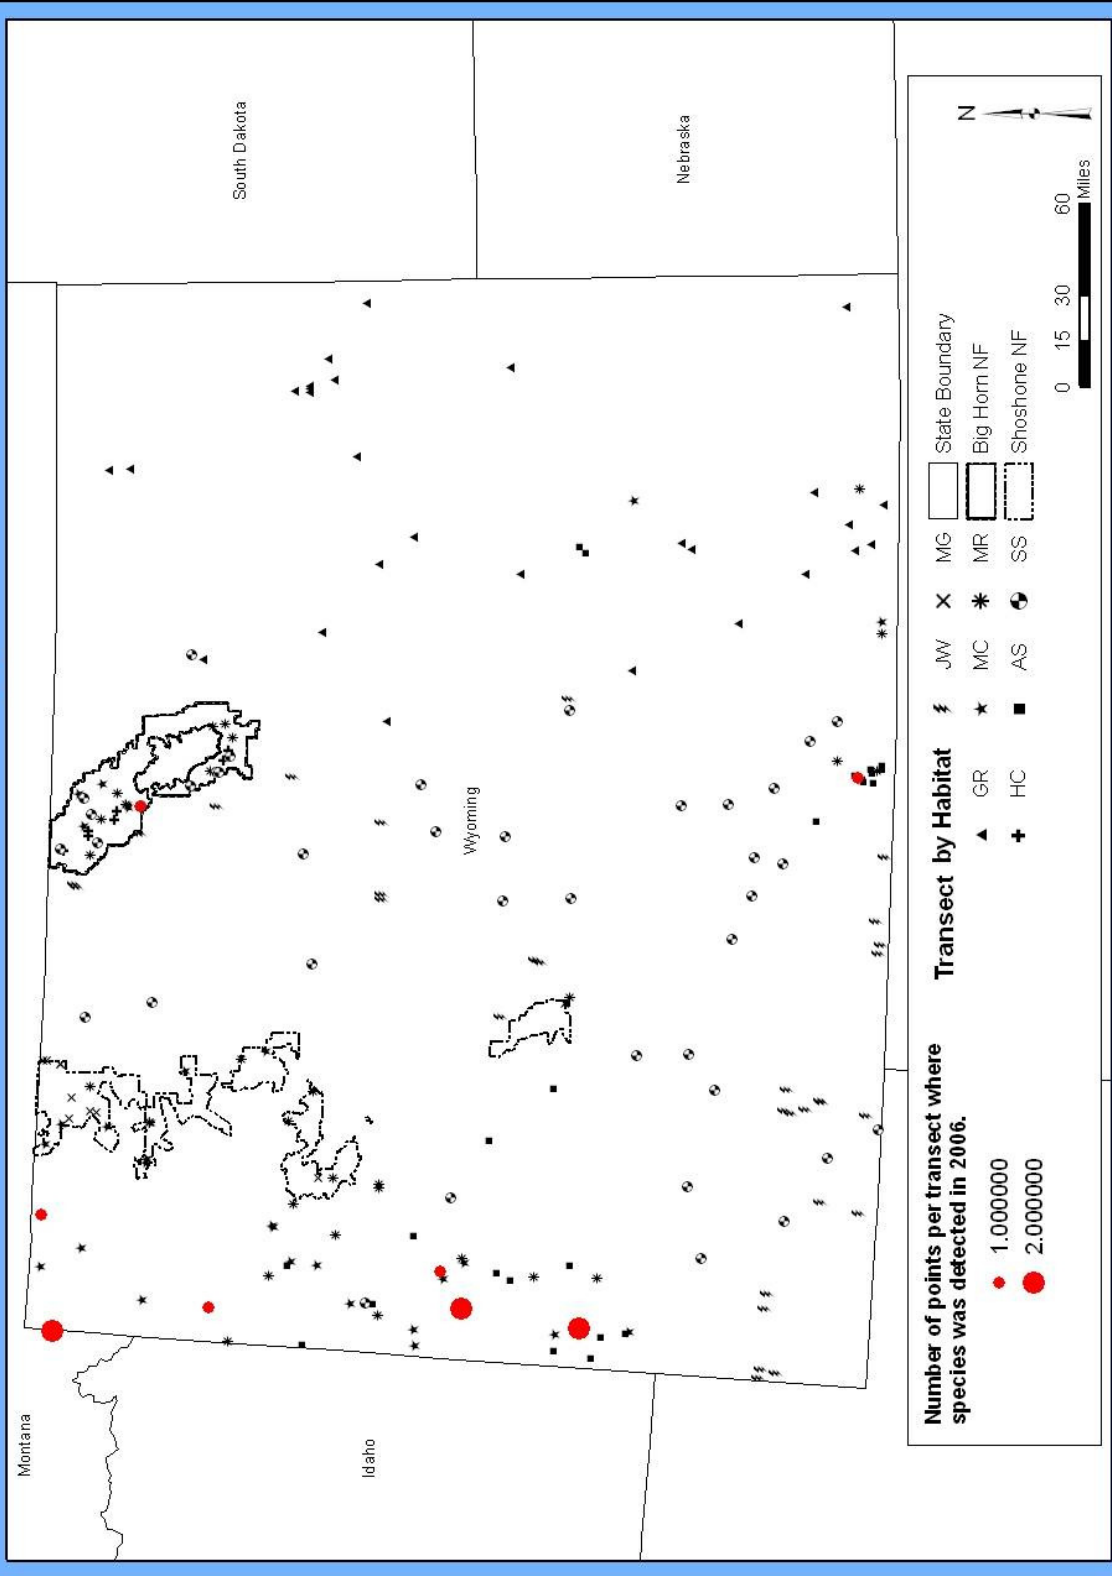 Montana
South Dakota
Idaho
Wyoming
Nebraska
Number of points per transect where
species was detected in 2006.
1.000000
2.000000
Transect by Habitat
GR
HC
JW
MC
AS
MG
MR
SS
State Boundary
Big Horn NF
Shoshone NF
N
0 15 30 60
Miles